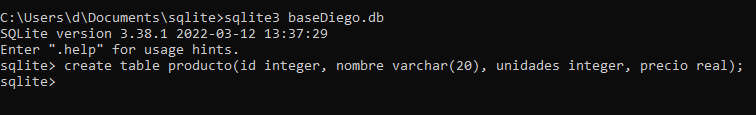 C:\Users\d\Documents\sqlite>sqlite3 baseDiego.db
SQLite version 3.38.1 2022-03-12 13:37:29
Enter ".help" for usage hints.
sqlite> create table producto(id integer, nombre varchar(20), unidades integer, precio real);
sqlite>